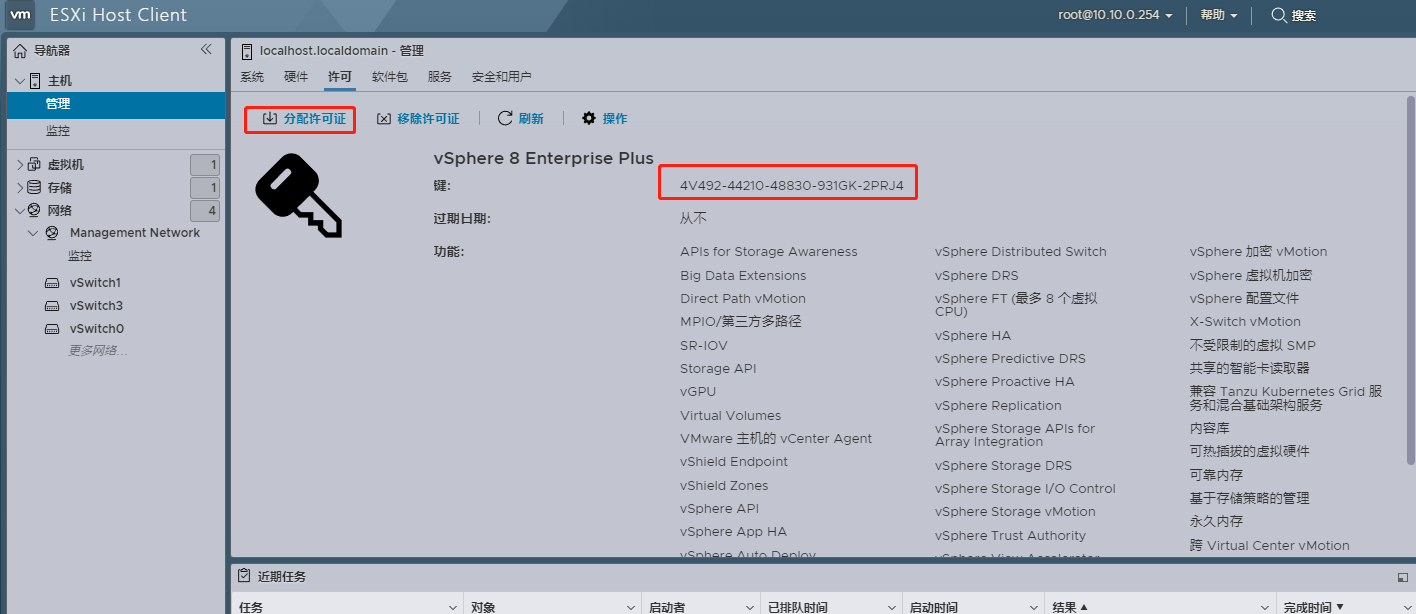 vm ESXi Host Client
root@10.10.0.254 帮助 搜索
导航器
主机
管理
监控
虚拟机 1
存储 1
网络 4
Management Network
监控
vSwitch1
vSwitch3
vSwitch0
更多网络...
localhost.localdomain - 管理
系统 硬件 许可 软件包 服务 安全和用户
分配许可证 移除许可证 刷新 操作
vSphere 8 Enterprise Plus
键: 4V492-44210-48830-931GK-2PRJ4
过期日期: 从不
功能:
APIs for Storage Awareness
Big Data Extensions
Direct Path vMotion
MPIO/第三方多路径
SR-IOV
Storage API
vGPU
Virtual Volumes
VMware 主机的 vCenter Agent
vShield Endpoint
vShield Zones
vSphere API
vSphere App HA
vSphere Auto Deploy
vSphere Distributed Switch
vSphere DRS
vSphere FT (最多 8 个虚拟
CPU)
vSphere HA
vSphere Predictive DRS
vSphere Proactive HA
vSphere Replication
vSphere Storage APIs for
Array Integration
vSphere Storage DRS
vSphere Storage I/O Control
vSphere Storage vMotion
vSphere Trust Authority
vSphere View Accelerator
vSphere 加密 vMotion
vSphere 虚拟机加密
vSphere 配置文件
X-Switch vMotion
不受限制的虚拟 SMP
共享的智能卡读取器
兼容 Tanzu Kubernetes Grid 服
务和混合基础架构服务
内容库
可热插拔的虚拟硬件
可靠内存
基于存储策略的管理
永久内存
跨 Virtual Center vMotion
近期任务
任务 对象 启动者 已排队时间 启动时间 结果 完成时间